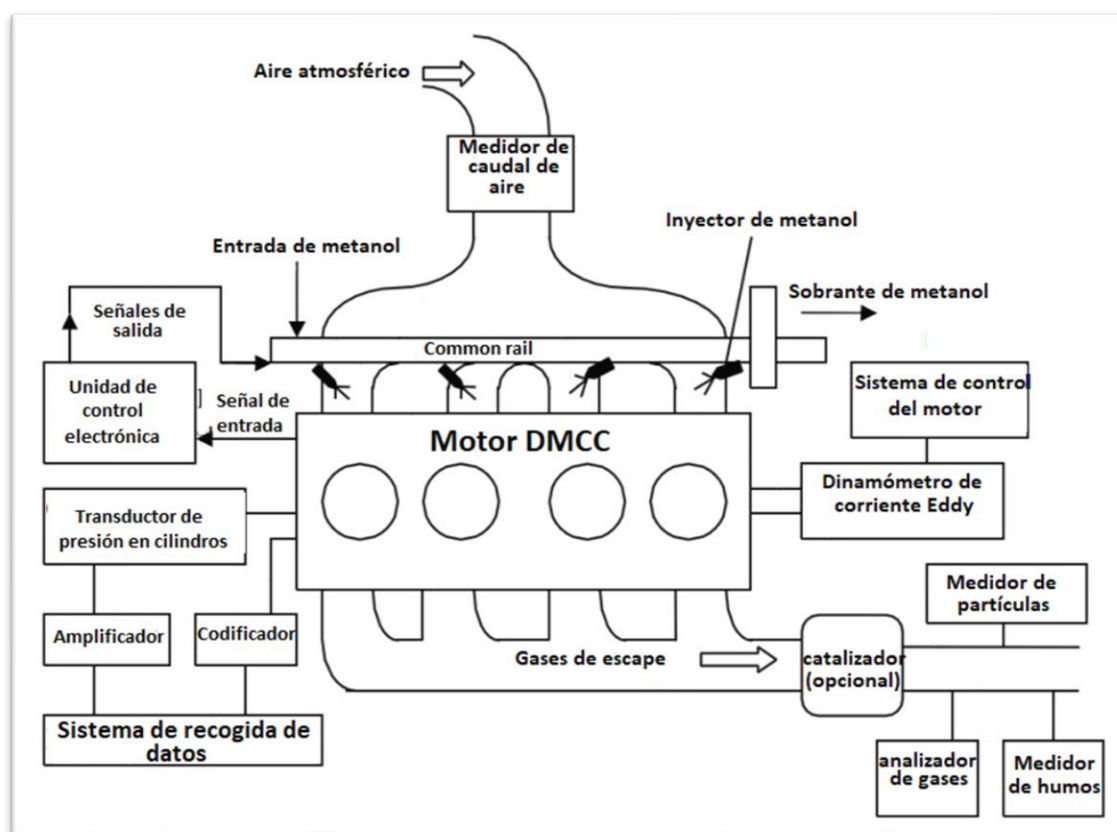 Aire atmosférico
Medidor de
caudal de
aire
Inyector de metanol
Entrada de metanol
Sobrante de metanol
Señales de
salida
Common rail
Unidad de
control
electrónica
Señal de
entrada
Sistema de control
del motor
Motor DMCC
Dinamómetro de
corriente Eddy
Transductor de
presión en cilindros
Medidor de
partículas
Amplificador
Codificador
Gases de escape
catalizador
(opcional)
Sistema de recogida de
datos
analizador
de gases
Medidor
de humos